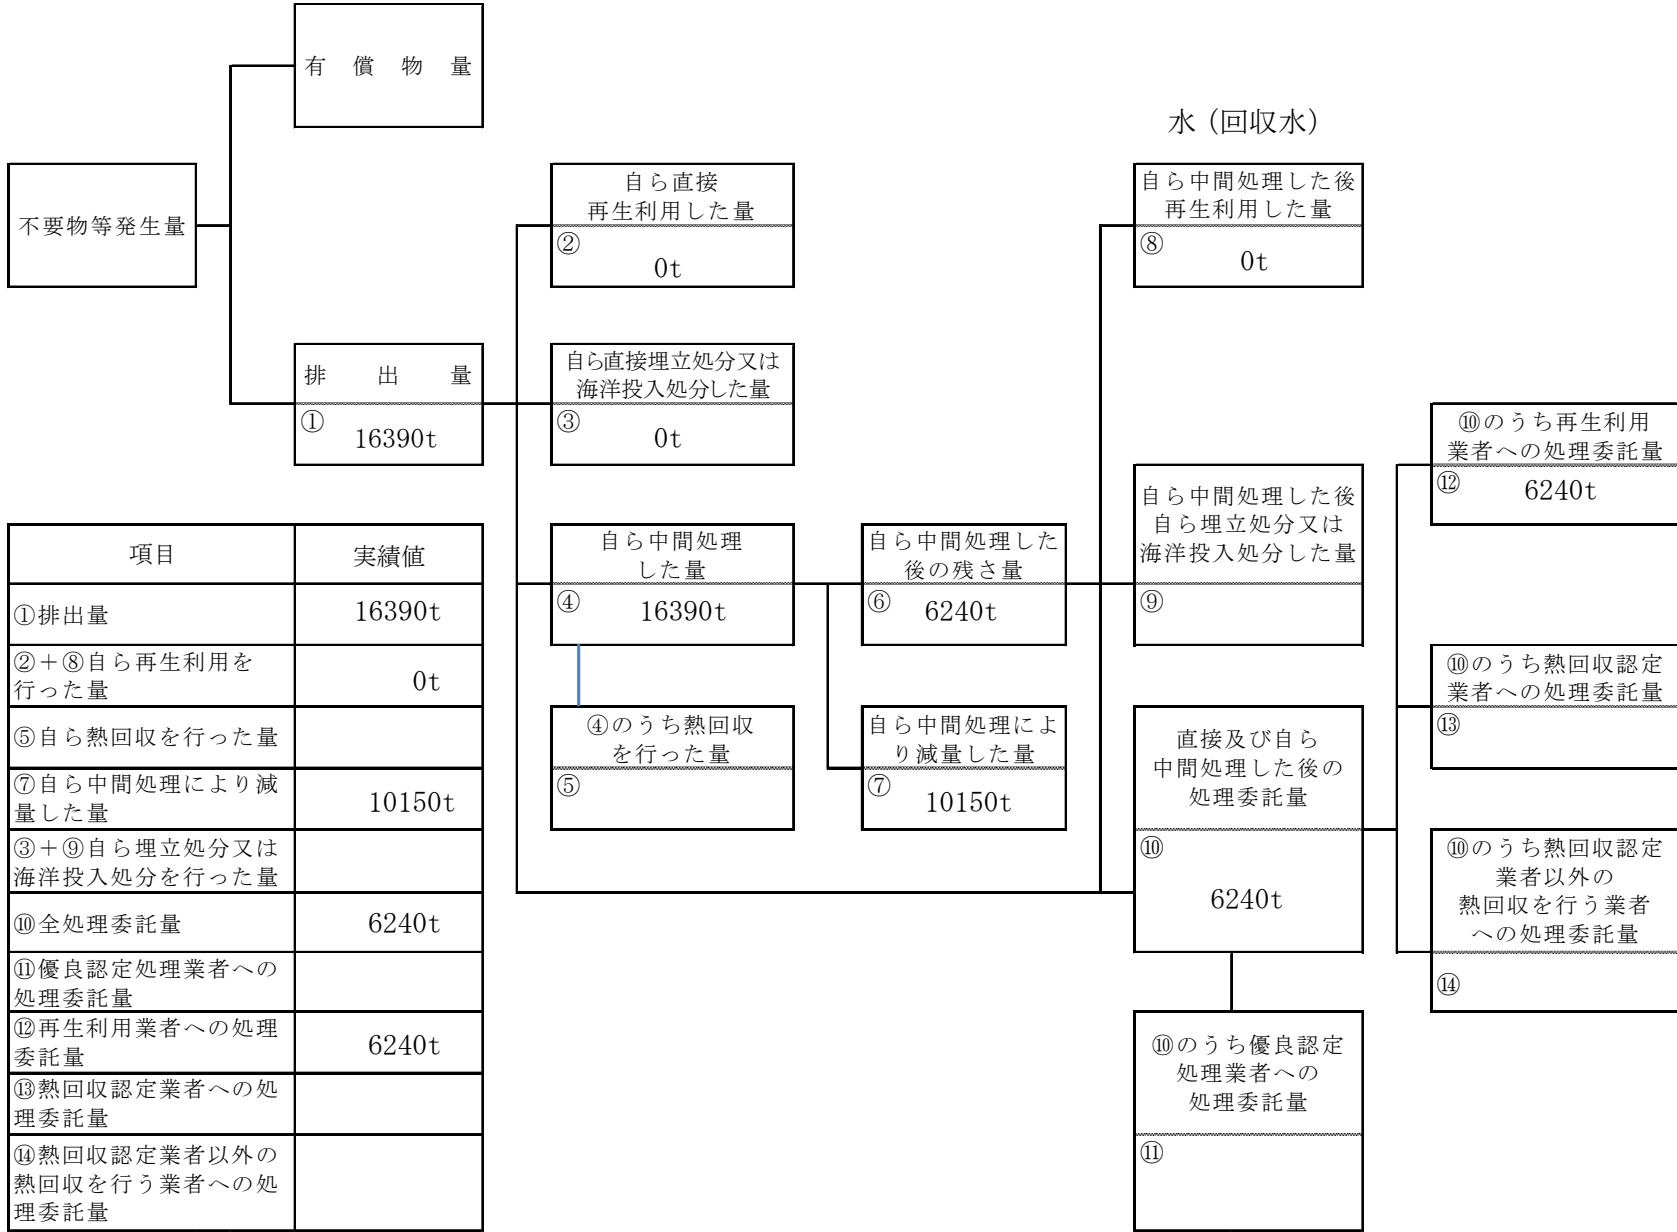 有償物量
水（回収水）
不要物等発生量
自ら直接
再生利用した量
②
0t
自ら中間処理した後
再生利用した量
⑧
0t
排出量
①
16390t
自ら直接埋立処分又は
海洋投入処分した量
③
0t
⑩のうち再生利用
業者への処理委託量
⑫
6240t
自ら中間処理した後
自ら埋立処分又は
海洋投入処分した量
⑨
自ら中間処理
した量
④
16390t
自ら中間処理した
後の残さ量
⑥
6240t
⑩のうち熱回収認定
業者への処理委託量
⑬
④のうち熱回収
を行った量
⑤
自ら中間処理によ
り減量した量
⑦
10150t
直接及び自ら
中間処理した後の
処理委託量
⑩
6240t
⑩のうち熱回収認定
業者以外の
熱回収を行う業者
への処理委託量
⑭
⑩のうち優良認定
処理業者への
処理委託量
⑪
項目 実績値
①排出量 16390t
②＋⑧自ら再生利用を
行った量
0t
⑤自ら熱回収を行った量
⑦自ら中間処理により減
量した量
10150t
③＋⑨自ら埋立処分又は
海洋投入処分を行った量
⑩全処理委託量 6240t
⑪優良認定処理業者への
処理委託量
⑫再生利用業者への処理
委託量
6240t
⑬熱回収認定業者への処
理委託量
⑭熱回収認定業者以外の
熱回収を行う業者への処
理委託量